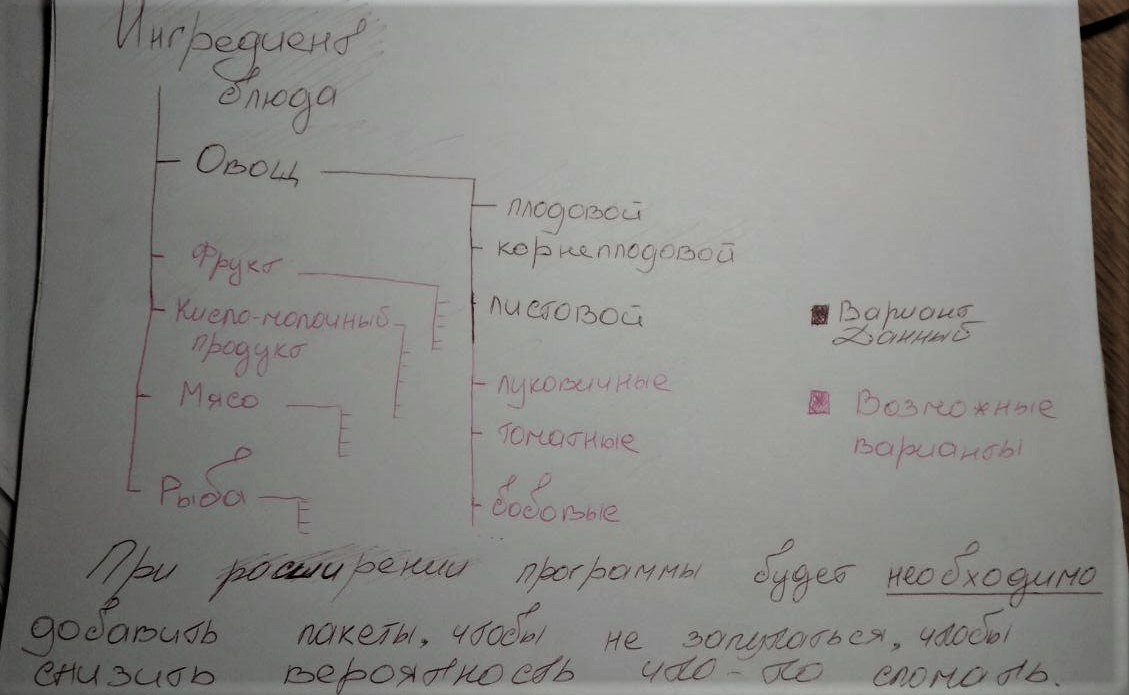 Ингредиент
блюда
Овощ
плодовой
корнеплодовой
листовой
луковичные
томатные
бобовые
Фрукт
Кисло-молочный
продукт
Мясо
Рыба
Вариант
Данный
Возможные
варианты
При расширении программы будет необходимо
добавить пакеты, чтобы не запутаться, чтобы
снизить вероятность что-то сломать.